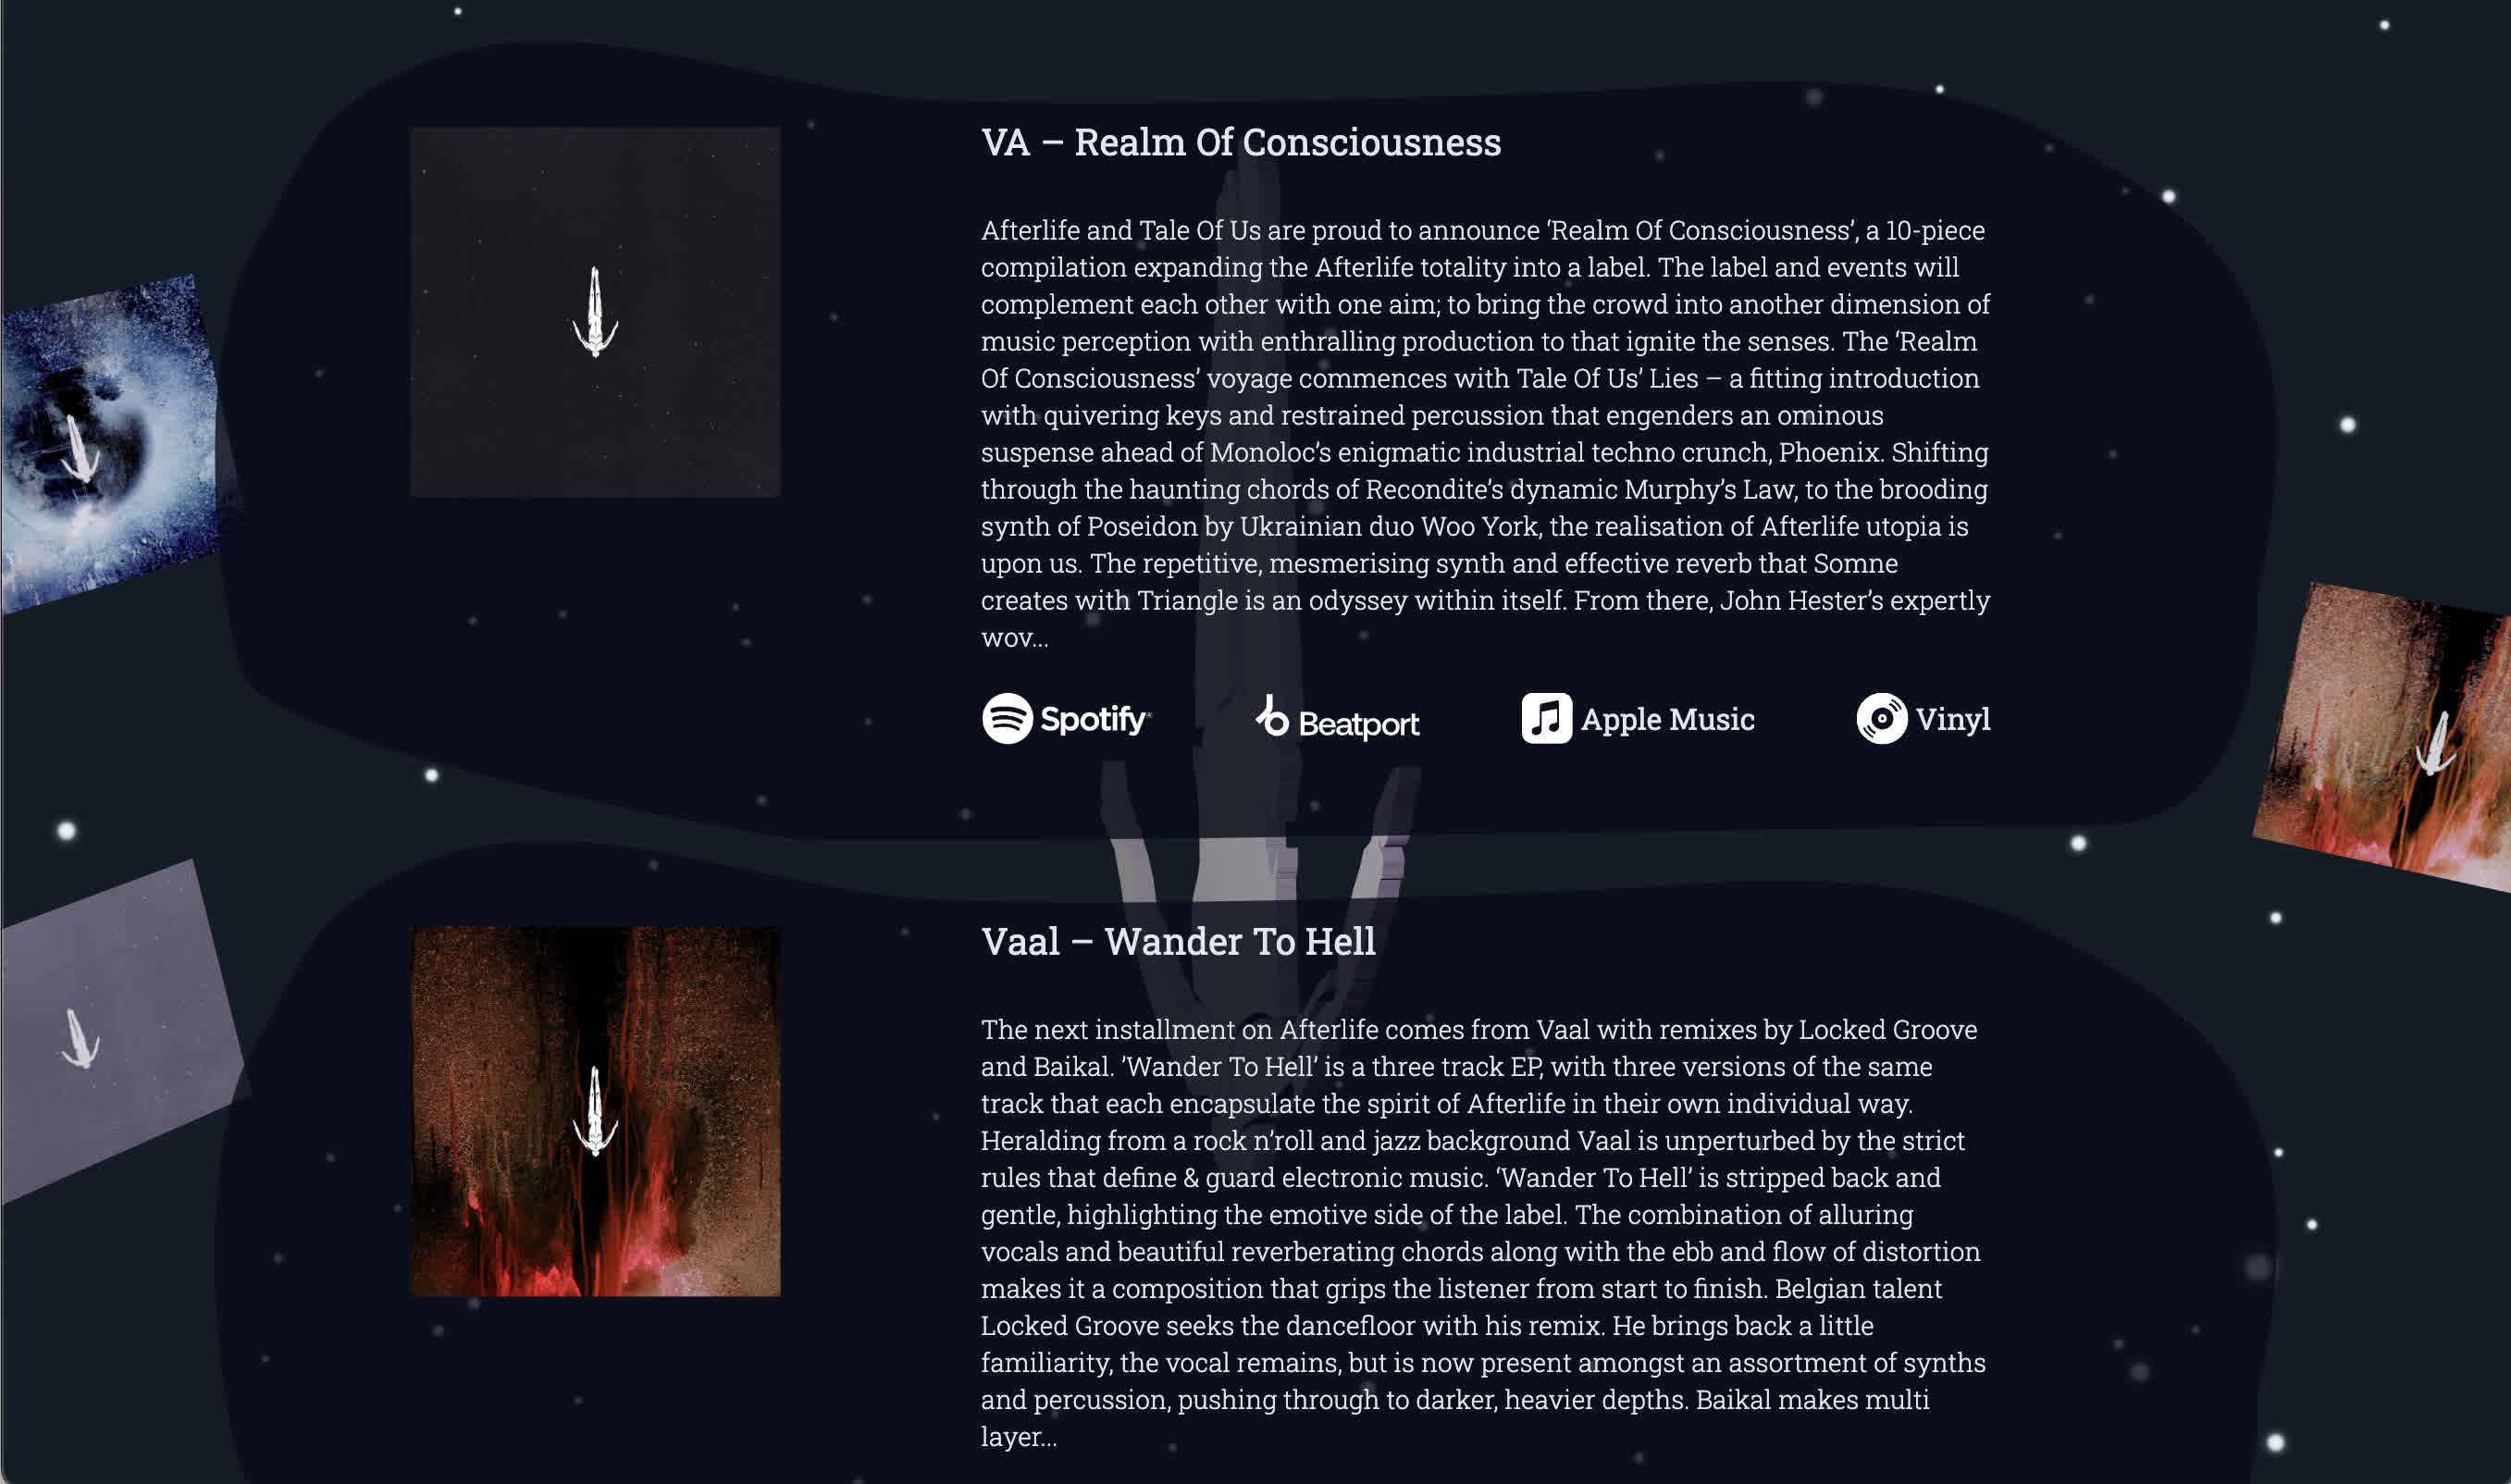 VA – Realm Of Consciousness
Afterlife and Tale Of Us are proud to announce ‘Realm Of Consciousness’, a 10-piece
compilation expanding the Afterlife totality into a label. The label and events will
complement each other with one aim; to bring the crowd into another dimension of
music perception with enthralling production to that ignite the senses. The ‘Realm
Of Consciousness’ voyage commences with Tale Of Us’ Lies – a fitting introduction
with quivering keys and restrained percussion that engenders an ominous
suspense ahead of Monoloc’s enigmatic industrial techno crunch, Phoenix. Shifting
through the haunting chords of Recondite’s dynamic Murphy’s Law, to the brooding
synth of Poseidon by Ukrainian duo Woo York, the realisation of Afterlife utopia is
upon us. The repetitive, mesmerising synth and effective reverb that Somne
creates with Triangle is an odyssey within itself. From there, John Hester’s expertly
wov...
Spotify® Beatport Apple Music Vinyl
Vaal – Wander To Hell
The next installment on Afterlife comes from Vaal with remixes by Locked Groove
and Baikal. ’Wander To Hell’ is a three track EP, with three versions of the same
track that each encapsulate the spirit of Afterlife in their own individual way.
Heralding from a rock n’roll and jazz background Vaal is unperturbed by the strict
rules that define & guard electronic music. ‘Wander To Hell’ is stripped back and
gentle, highlighting the emotive side of the label. The combination of alluring
vocals and beautiful reverberating chords along with the ebb and flow of distortion
makes it a composition that grips the listener from start to finish. Belgian talent
Locked Groove seeks the dancefloor with his remix. He brings back a little
familiarity, the vocal remains, but is now present amongst an assortment of synths
and percussion, pushing through to darker, heavier depths. Baikal makes multi
layer...